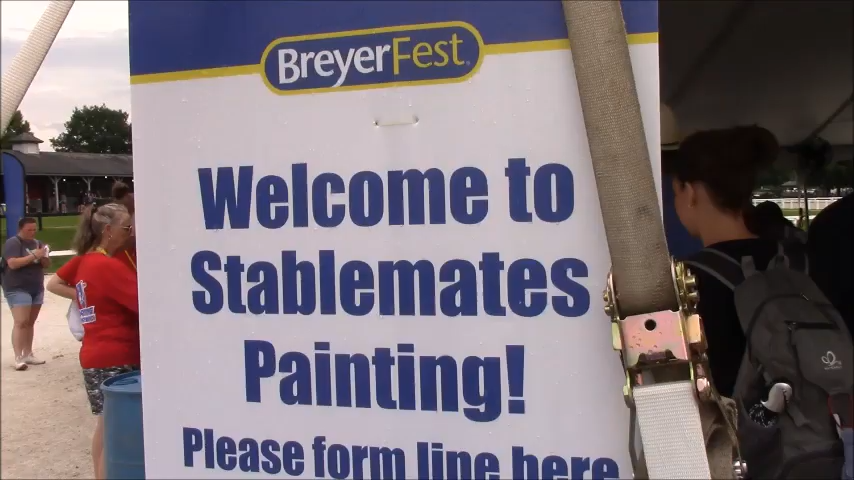 BreyerFest
Welcome to
Stablemates
Painting!
Please form line here